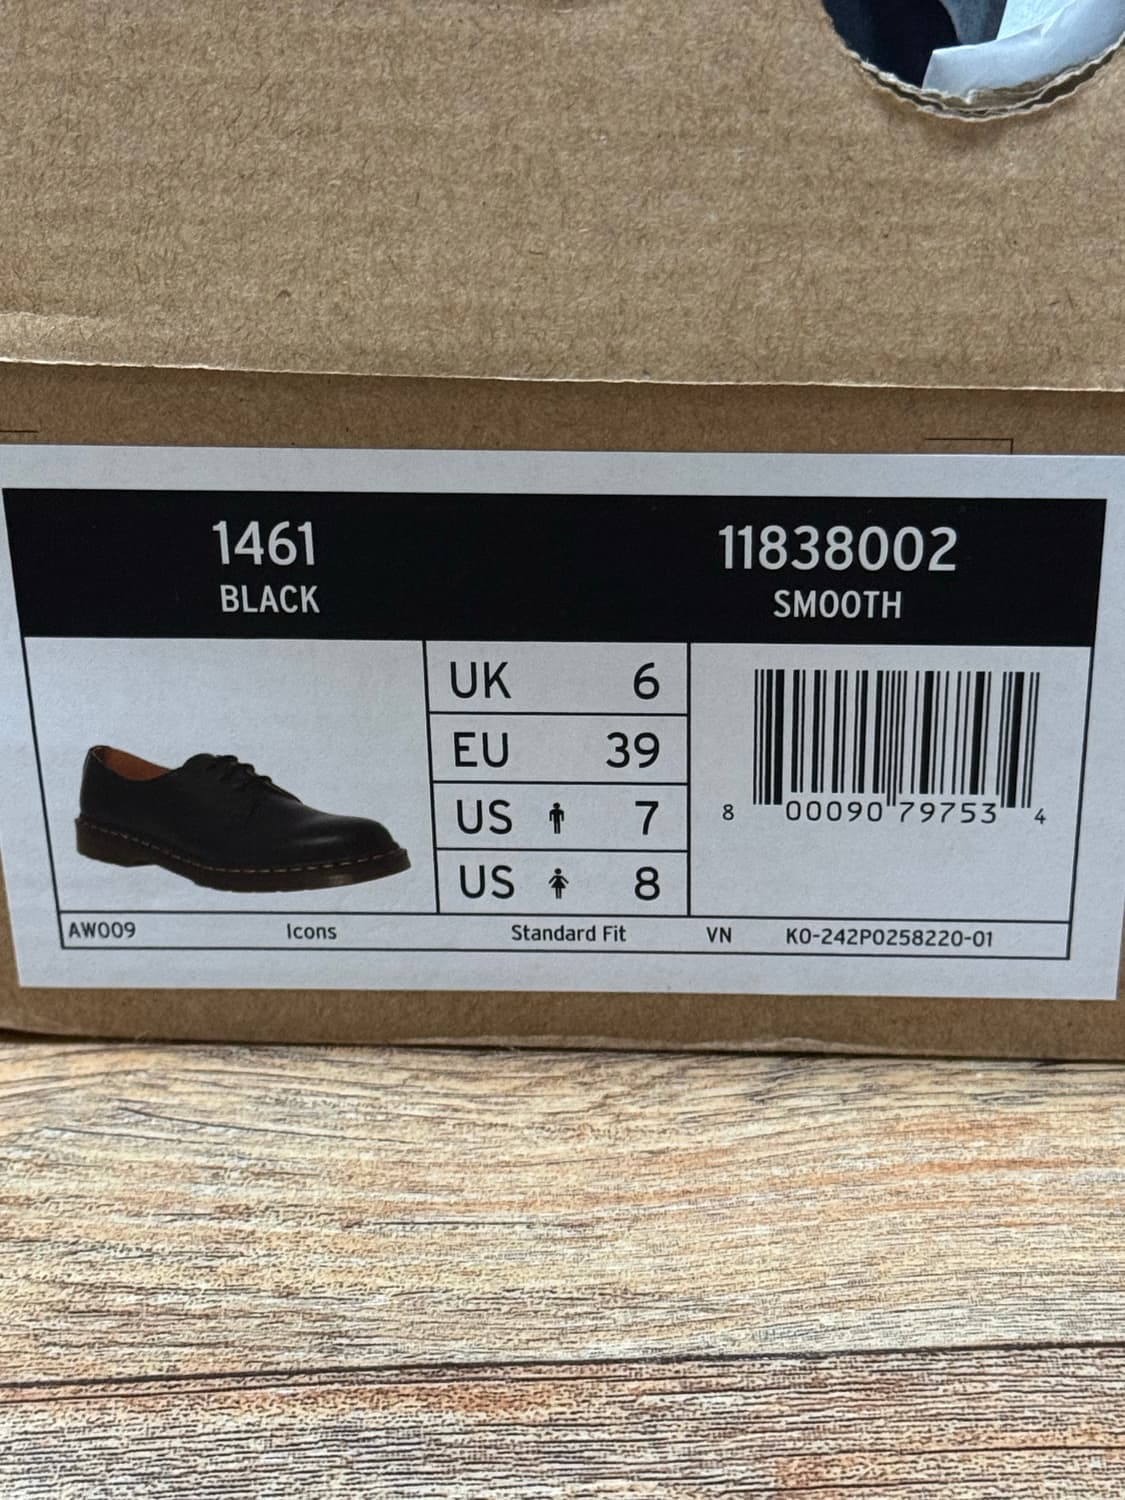 1461
BLACK
11838002
SMOOTH
UK 6
EU 39
US 7
US 8
8 00090 79753 4
AW009 Icons Standard Fit VN KO-242P0258220-01